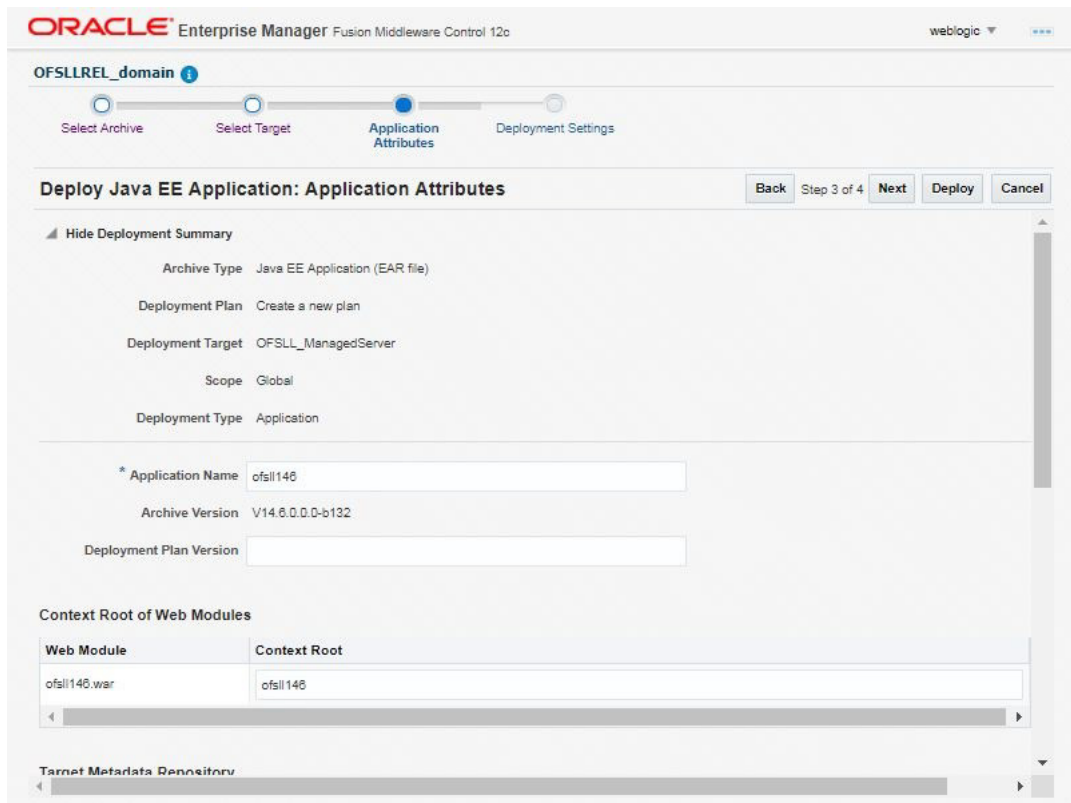 ORACLE Enterprise Manager Fusion Middleware Control 12c weblogic
OFSLLREL_domain
Select Archive Select Target Application Attributes Deployment Settings
Deploy Java EE Application: Application Attributes Back Step 3 of 4 Next Deploy Cancel
Hide Deployment Summary
Archive Type Java EE Application (EAR file)
Deployment Plan Create a new plan
Deployment Target OFSLL_ManagedServer
Scope Global
Deployment Type Application
* Application Name ofsll146
Archive Version V14.6.0.0.0-b132
Deployment Plan Version
Context Root of Web Modules
Web Module Context Root
ofsll146.war ofsll146
Target Metadata Repository